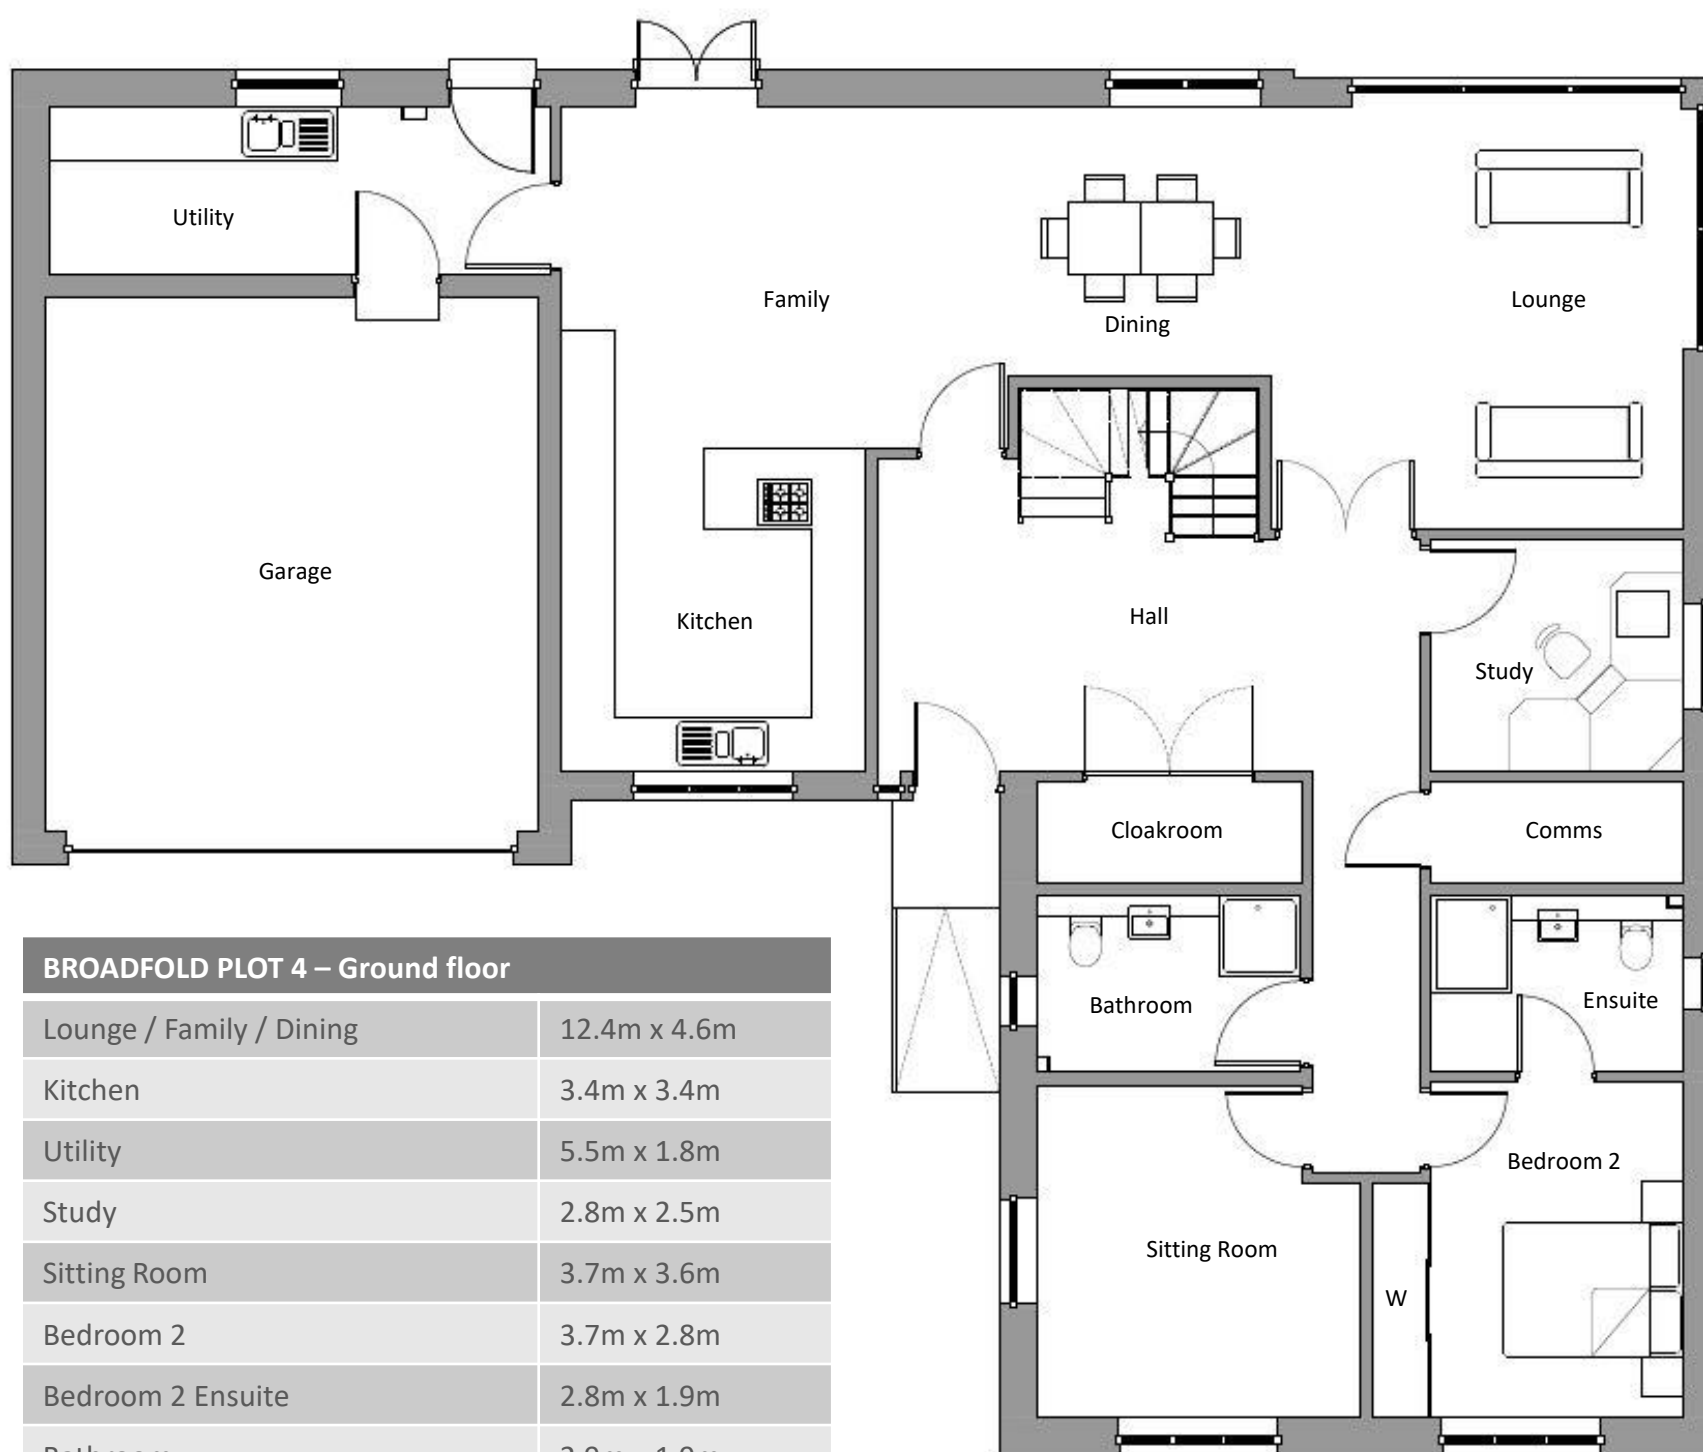 Utility
Family
Dining
Lounge
Garage
Kitchen
Hall
Study
Cloakroom
Comms
Bathroom
Ensuite
Bedroom 2
Sitting Room
W
BROADFOLD PLOT 4 – Ground floor
Lounge / Family / Dining 12.4m x 4.6m
Kitchen 3.4m x 3.4m
Utility 5.5m x 1.8m
Study 2.8m x 2.5m
Sitting Room 3.7m x 3.6m
Bedroom 2 3.7m x 2.8m
Bedroom 2 Ensuite 2.8m x 1.9m
Bathroom